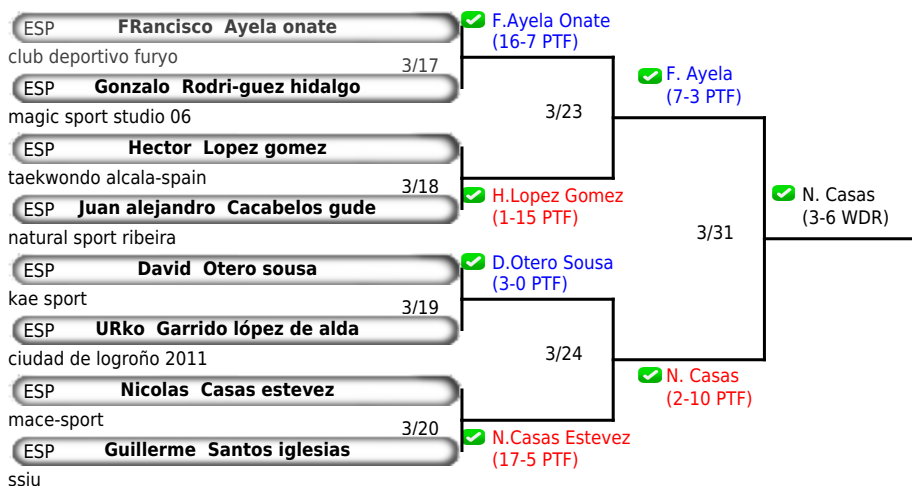 ESP FRancisco Ayela onate
club deportivo furyo
3/17
ESP Gonzalo Rodri-guez hidalgo
magic sport studio 06
ESP Hector Lopez gomez
taekwondo alcala-spain
3/18
ESP Juan alejandro Cacabelos gude
natural sport ribeira
ESP David Otero sousa
kae sport
3/19
ESP URko Garrido lópez de alda
ciudad de logroño 2011
ESP Nicolas Casas estevez
mace-sport
3/20
ESP Guillerme Santos iglesias
ssiu
F.Ayela Onate
(16-7 PTF)
3/23
H.Lopez Gomez
(1-15 PTF)
D.Otero Sousa
(3-0 PTF)
3/24
N.Casas Estevez
(17-5 PTF)
F. Ayela
(7-3 PTF)
3/31
N. Casas
(2-10 PTF)
N. Casas
(3-6 WDR)